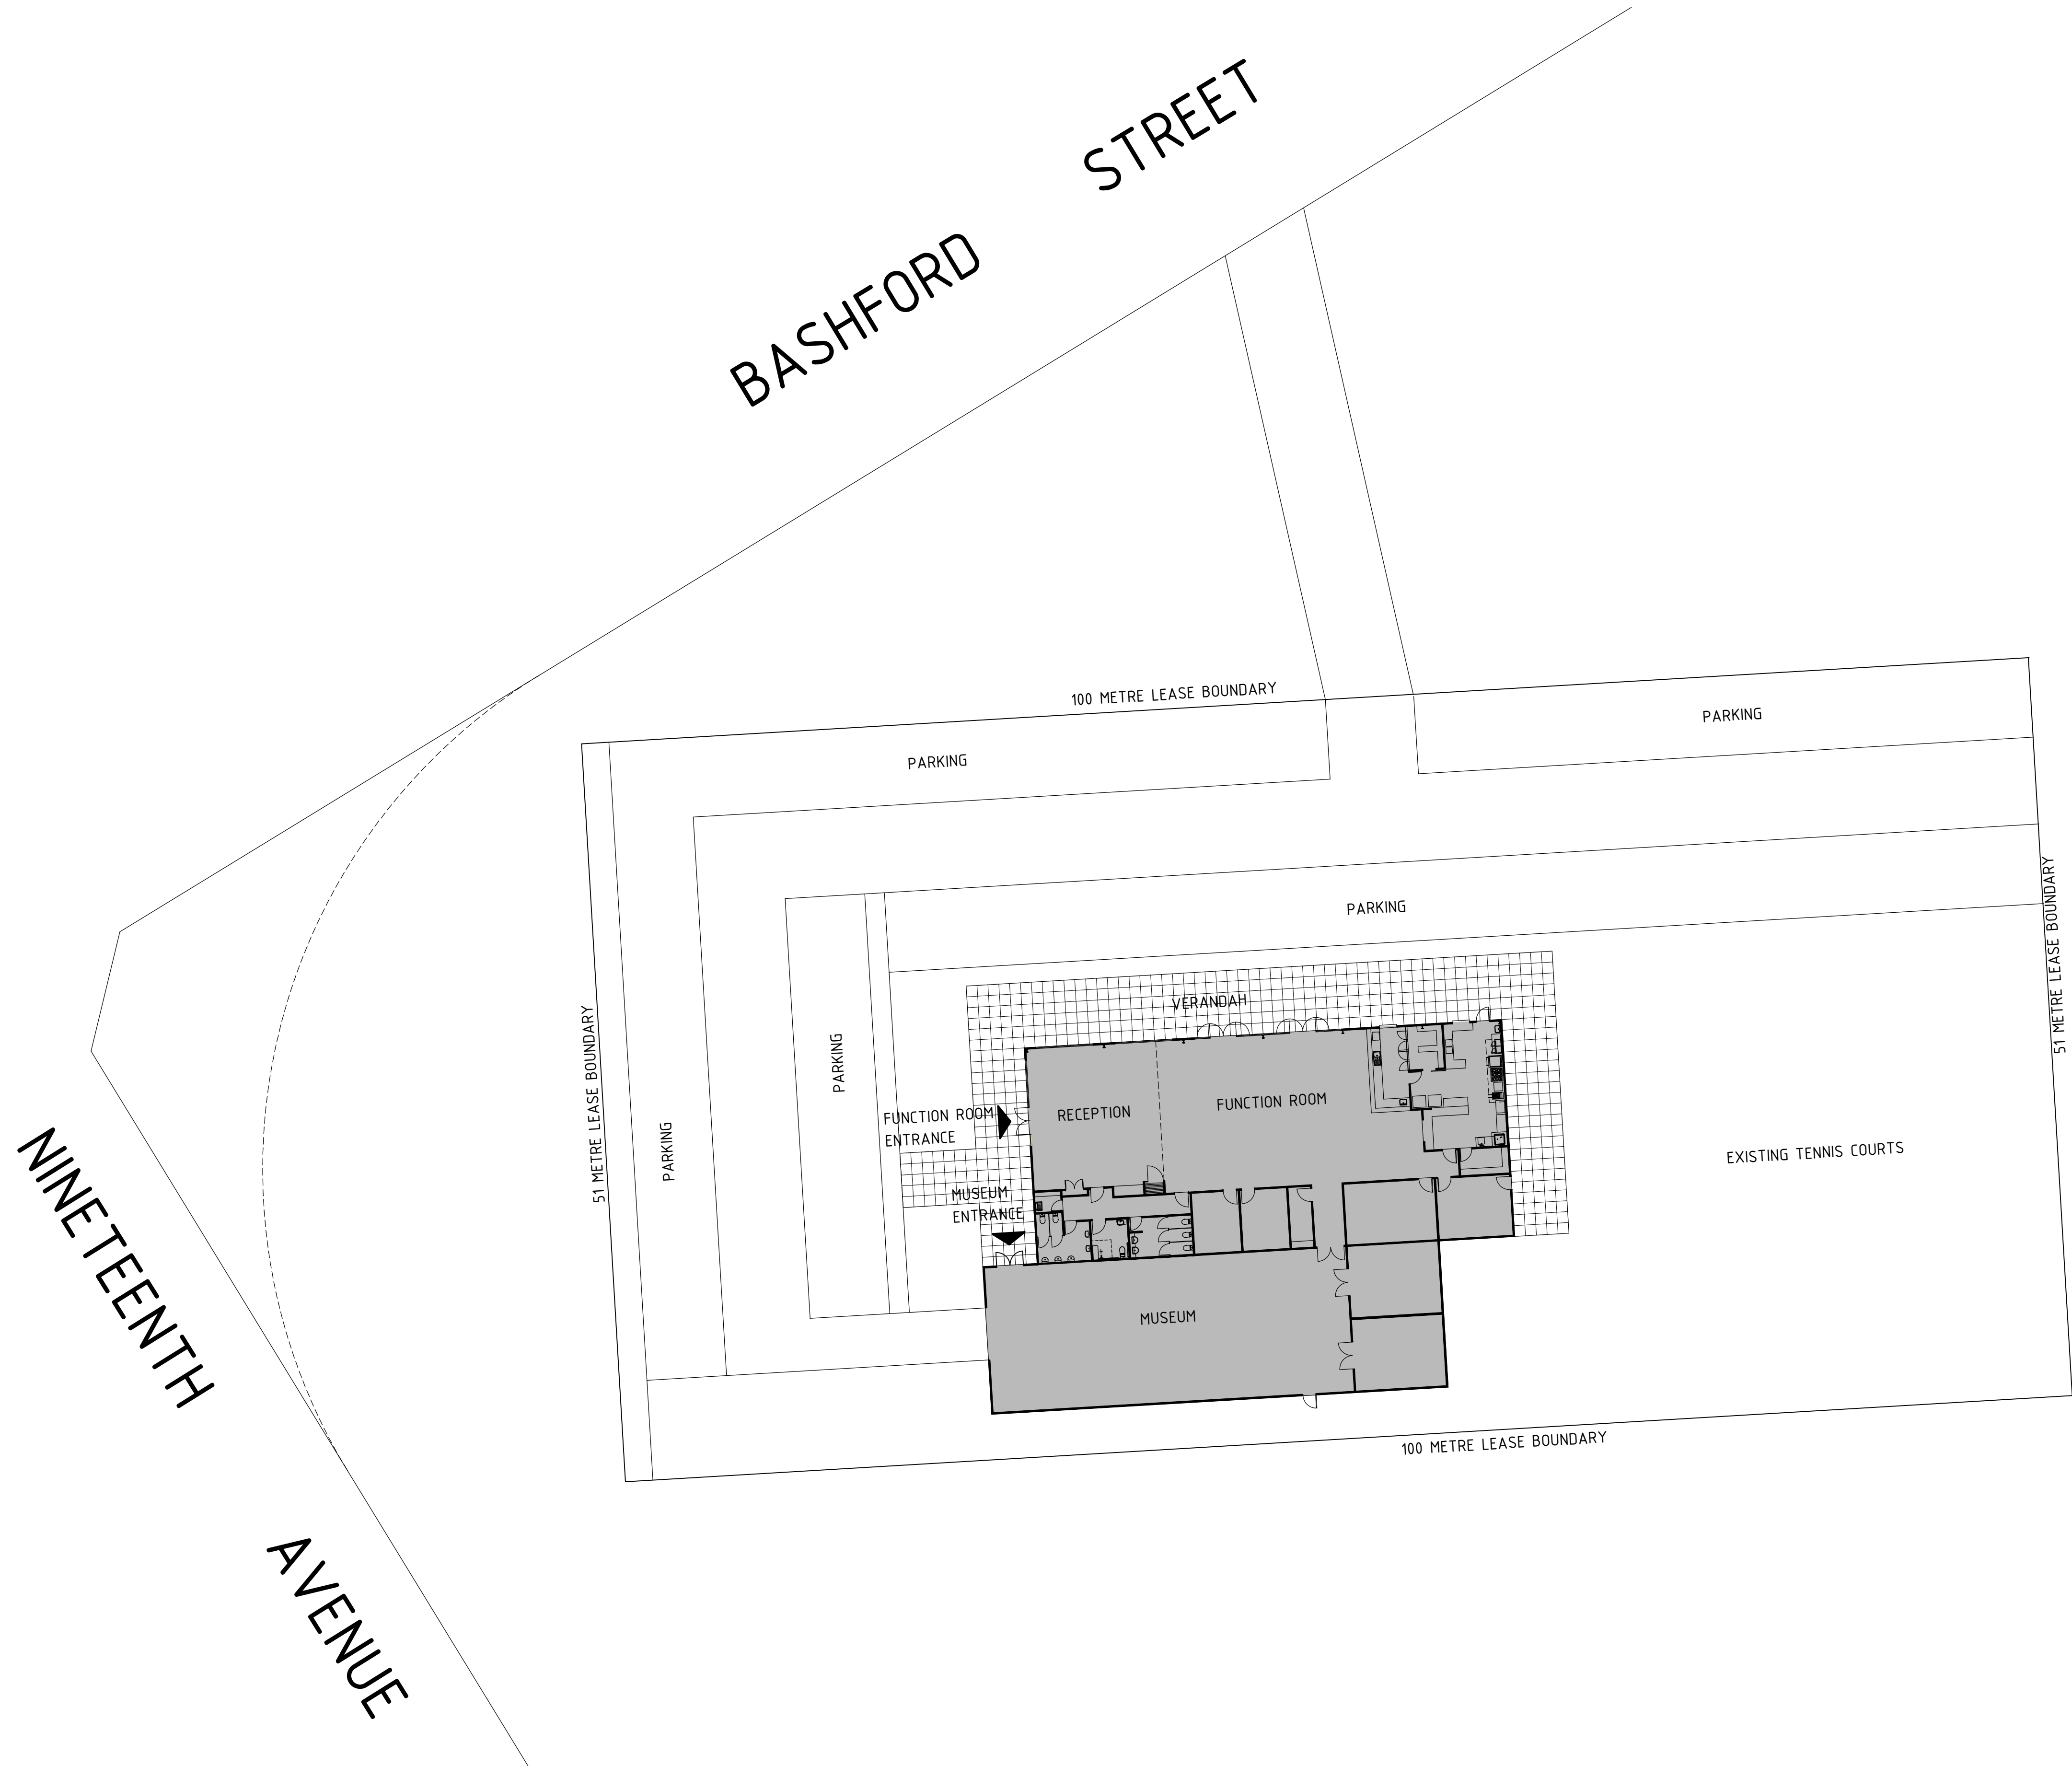 BASHFORD STREET
100 METRE LEASE BOUNDARY
PARKING
PARKING
PARKING
51 METRE LEASE BOUNDARY
51 METRE LEASE BOUNDARY
VERANDAH
PARKING
PARKING
FUNCTION ROOM
ENTRANCE
RECEPTION
FUNCTION ROOM
EXISTING TENNIS COURTS
MUSEUM
ENTRANCE
MUSEUM
100 METRE LEASE BOUNDARY
NINETEENTH AVENUE